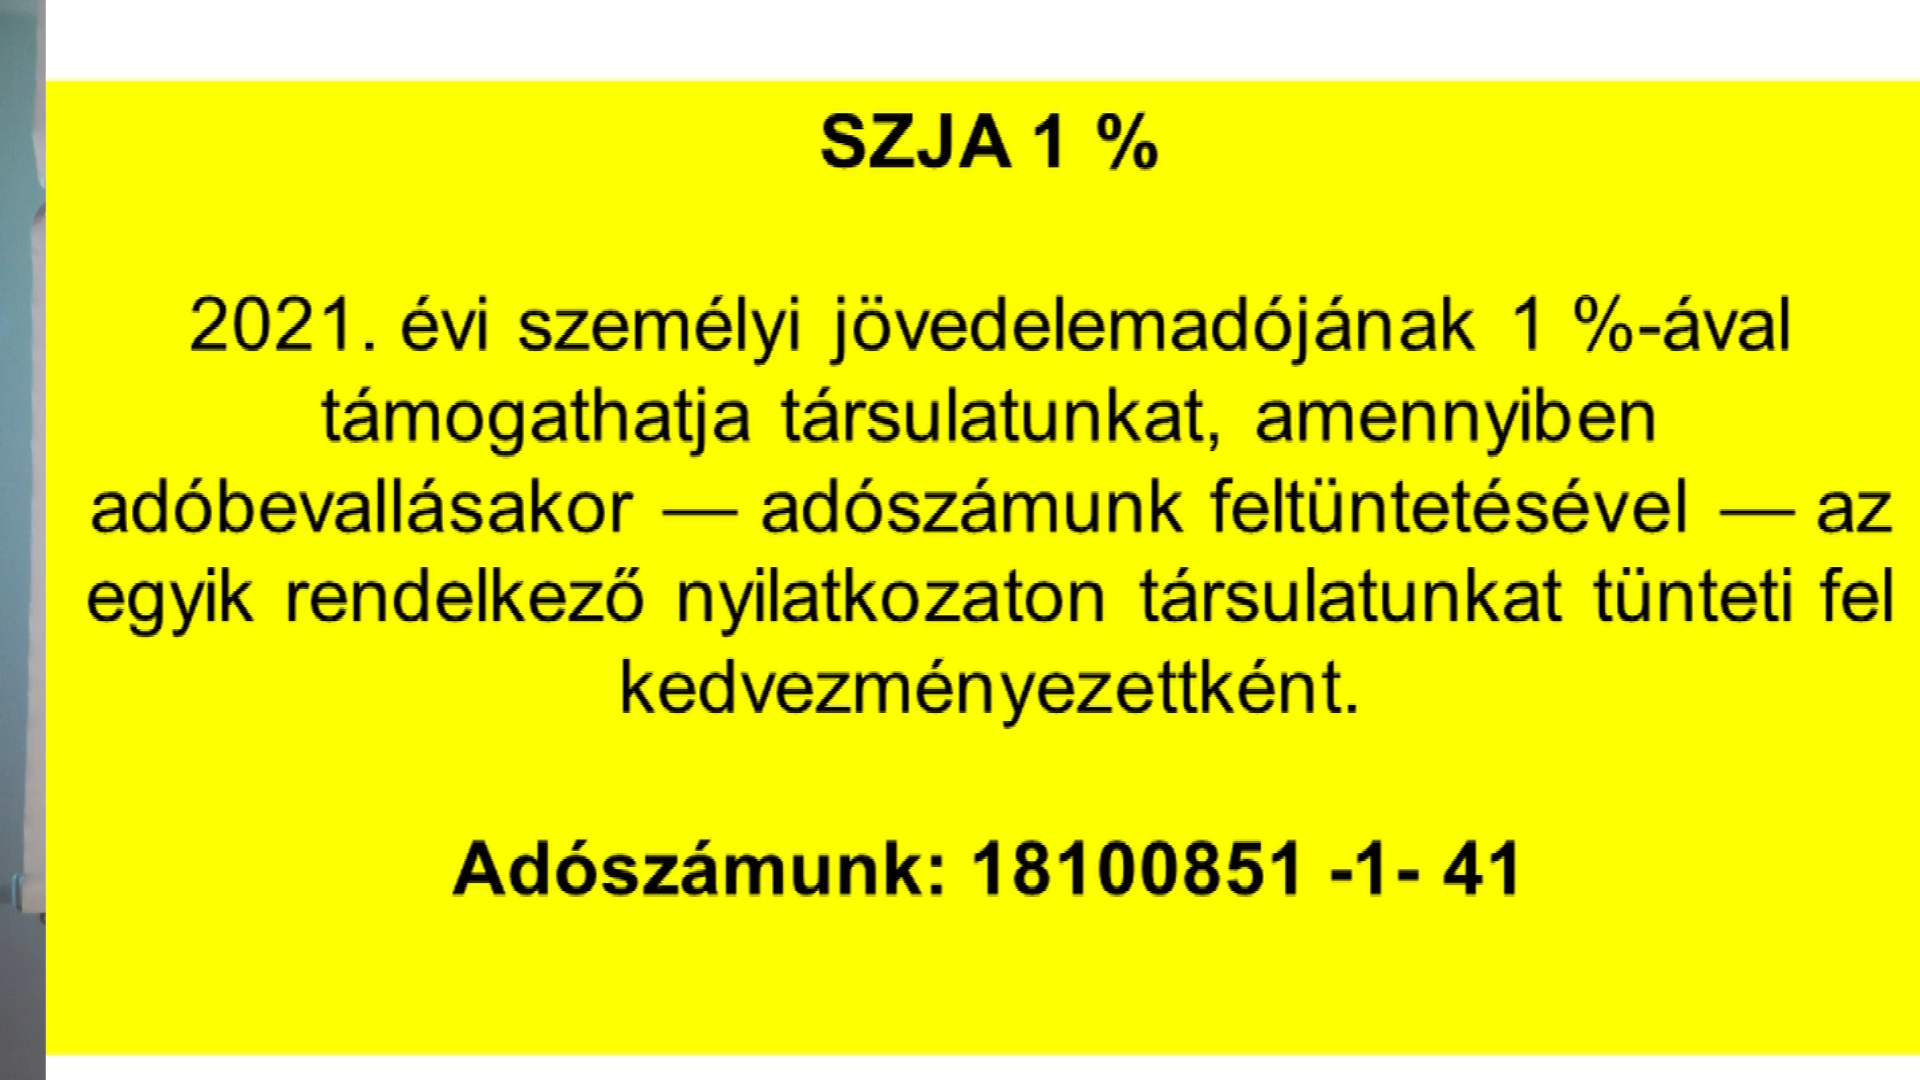 SZJA 1 %
2021. évi személyi jövedelemadójának 1 %-ával
támogathatja társulatunkat, amennyiben
adóbevallásakor — adószámunk feltüntetésével — az
egyik rendelkező nyilatkozaton társulatunkat tünteti fel
kedvezményezettként.
Adószámunk: 18100851 -1- 41